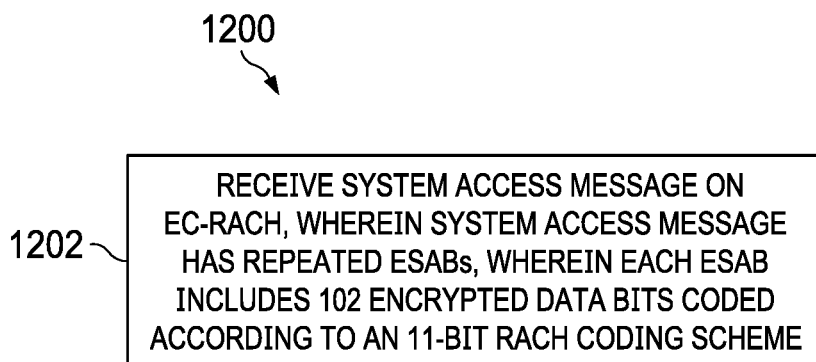 1200
1202
RECEIVE SYSTEM ACCESS MESSAGE ON
EC-RACH, WHEREIN SYSTEM ACCESS MESSAGE
HAS REPEATED ESABs, WHEREIN EACH ESAB
INCLUDES 102 ENCRYPTED DATA BITS CODED
ACCORDING TO AN 11-BIT RACH CODING SCHEME